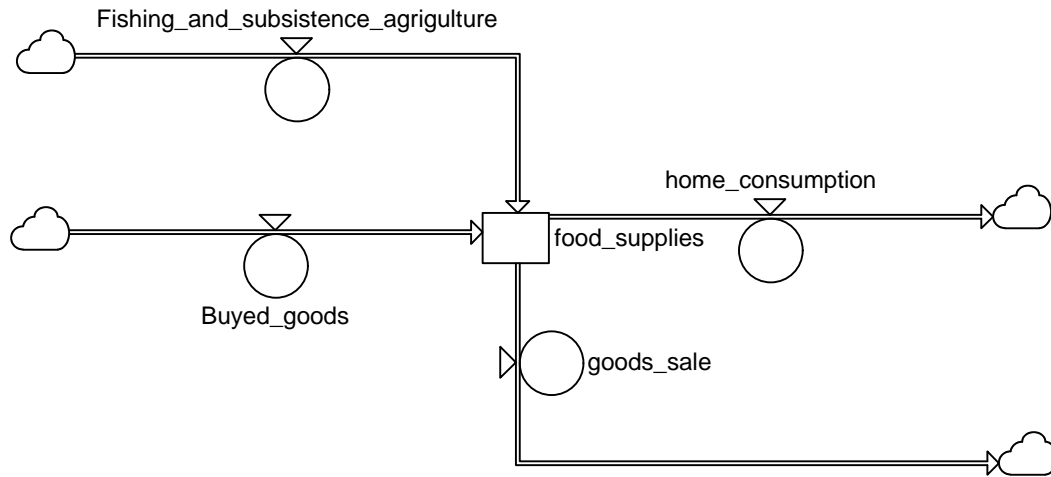 Fishing_and_subsistence_agrigulture
home_consumption
food_supplies
Buyed_goods
goods_sale